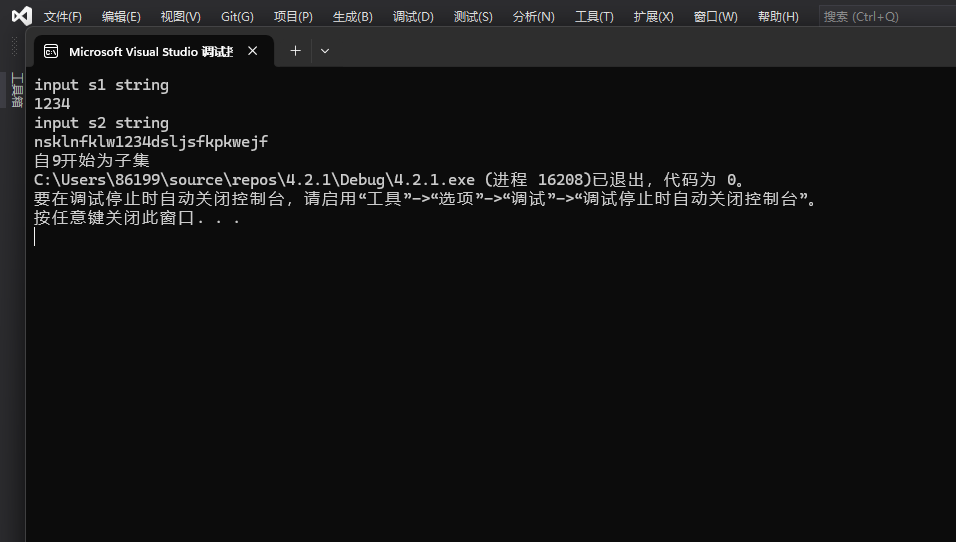 文件(F) 编辑(E) 视图(V) Git(G) 项目(P) 生成(B) 调试(D) 测试(S) 分析(N) 工具(T) 扩展(X) 窗口(W) 帮助(H) 搜索 (Ctrl+Q)
Microsoft Visual Studio 调试
工具箱
input s1 string
1234
input s2 string
nsklnfklw1234dsljsfkpkwejf
自9开始为子集
C:\Users\86199\source\repos\4.2.1\Debug\4.2.1.exe (进程 16208)已退出，代码为 0。
要在调试停止时自动关闭控制台，请启用“工具”->“选项”->“调试”->“调试停止时自动关闭控制台”。
按任意键关闭此窗口. . .